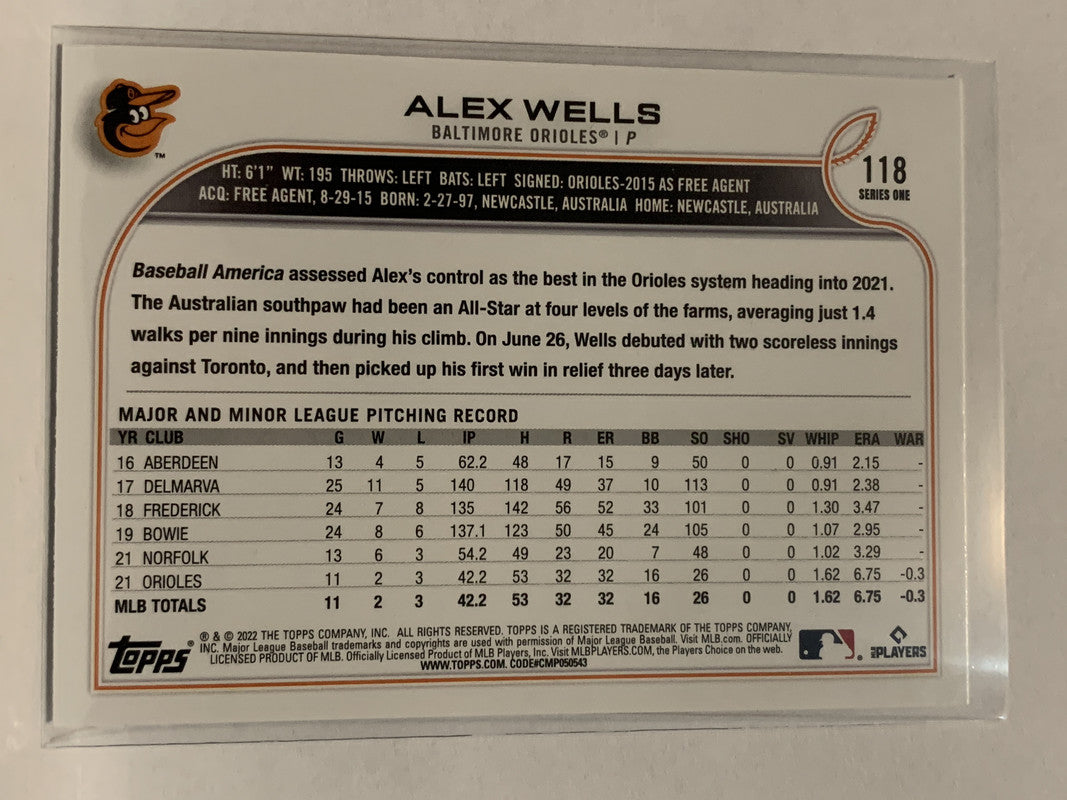 ALEX WELLS
BALTIMORE ORIOLES® | P
118
SERIES ONE
HT: 6'1" WT: 195 THROWS: LEFT BATS: LEFT SIGNED: ORIOLES-2015 AS FREE AGENT
ACQ: FREE AGENT, 8-29-15 BORN: 2-27-97, NEWCASTLE, AUSTRALIA HOME: NEWCASTLE, AUSTRALIA
TM
Baseball America assessed Alex's control as the best in the Orioles system heading into 2021.
The Australian southpaw had been an All-Star at four levels of the farms, averaging just 1.4
walks per nine innings during his climb. On June 26, Wells debuted with two scoreless innings
against Toronto, and then picked up his first win in relief three days later.
MAJOR AND MINOR LEAGUE PITCHING RECORD
YR CLUB G W L IP H R ER BB SO SHO SV WHIP ERA WAR
16 ABERDEEN 13 4 5 62.2 48 17 15 9 50 0 0 0.91 2.15 -
17 DELMARVA 25 11 5 140 118 49 37 10 113 0 0 0.91 2.38 -
18 FREDERICK 24 7 8 135 142 56 52 33 101 0 0 1.30 3.47 -
19 BOWIE 24 8 6 137.1 123 50 45 24 105 0 0 1.07 2.95 -
21 NORFOLK 13 6 3 54.2 49 23 20 7 48 0 0 1.02 3.29 -
21 ORIOLES 11 2 3 42.2 53 32 32 16 26 0 0 1.62 6.75 -0.3
MLB TOTALS 11 2 3 42.2 53 32 32 16 26 0 0 1.62 6.75 -0.3
Topps®
® & © 2022 THE TOPPS COMPANY, INC. ALL RIGHTS RESERVED. TOPPS IS A REGISTERED TRADEMARK OF THE TOPPS COMPANY,
INC. Major League Baseball trademarks and copyrights are used with permission of Major League Baseball. Visit MLB.com. OFFICIALLY
LICENSED PRODUCT OF MLB. Officially Licensed Product of MLB Players, Inc. Visit MLBPLAYERS.COM, the Players Choice on the web.
WWW.TOPPS.COM. CODE#CMP050543
MLB PLAYERS